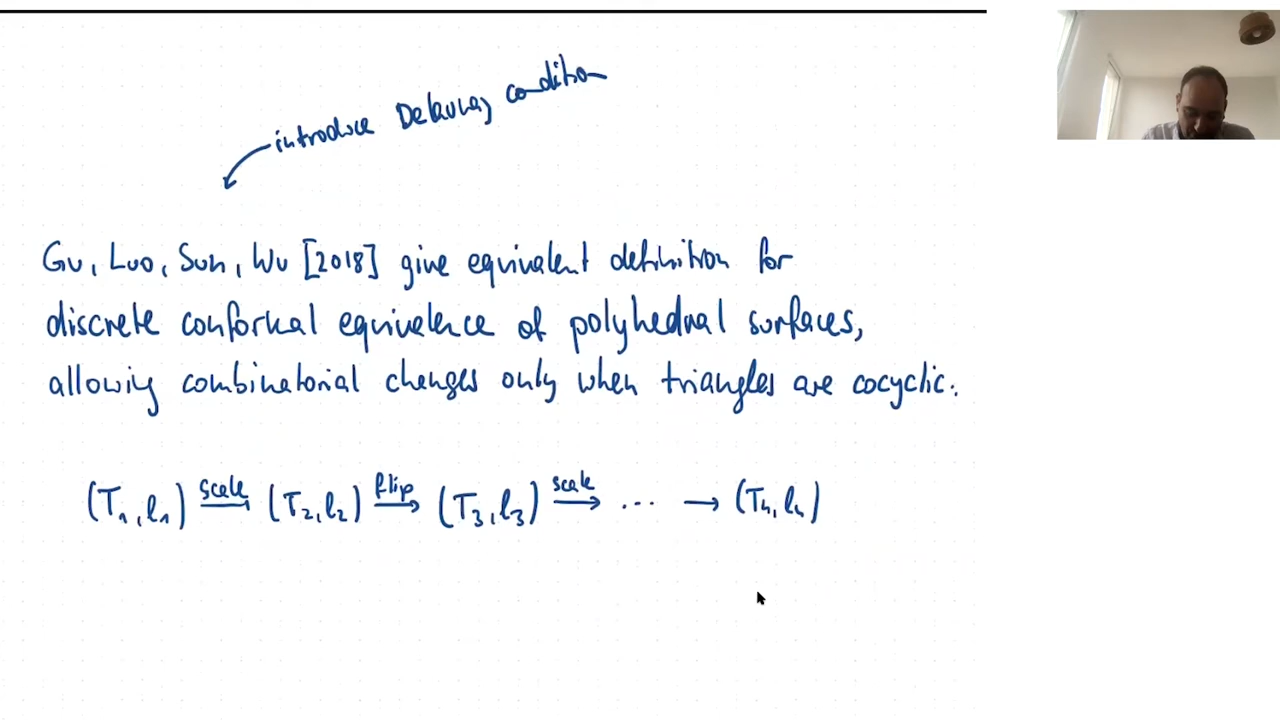 introduce Delaunay condition
Gu, Luo, Sun, Wu [2018] give equivalent definition for
discrete conformal equivalence of polyhedral surfaces,
allowing combinatorial changes only when triangles are cocyclic.
(T₁, l₁) scale→ (T₂, l₂) flip→ (T₃, l₃) scale→ ... → (Tₙ, lₙ)